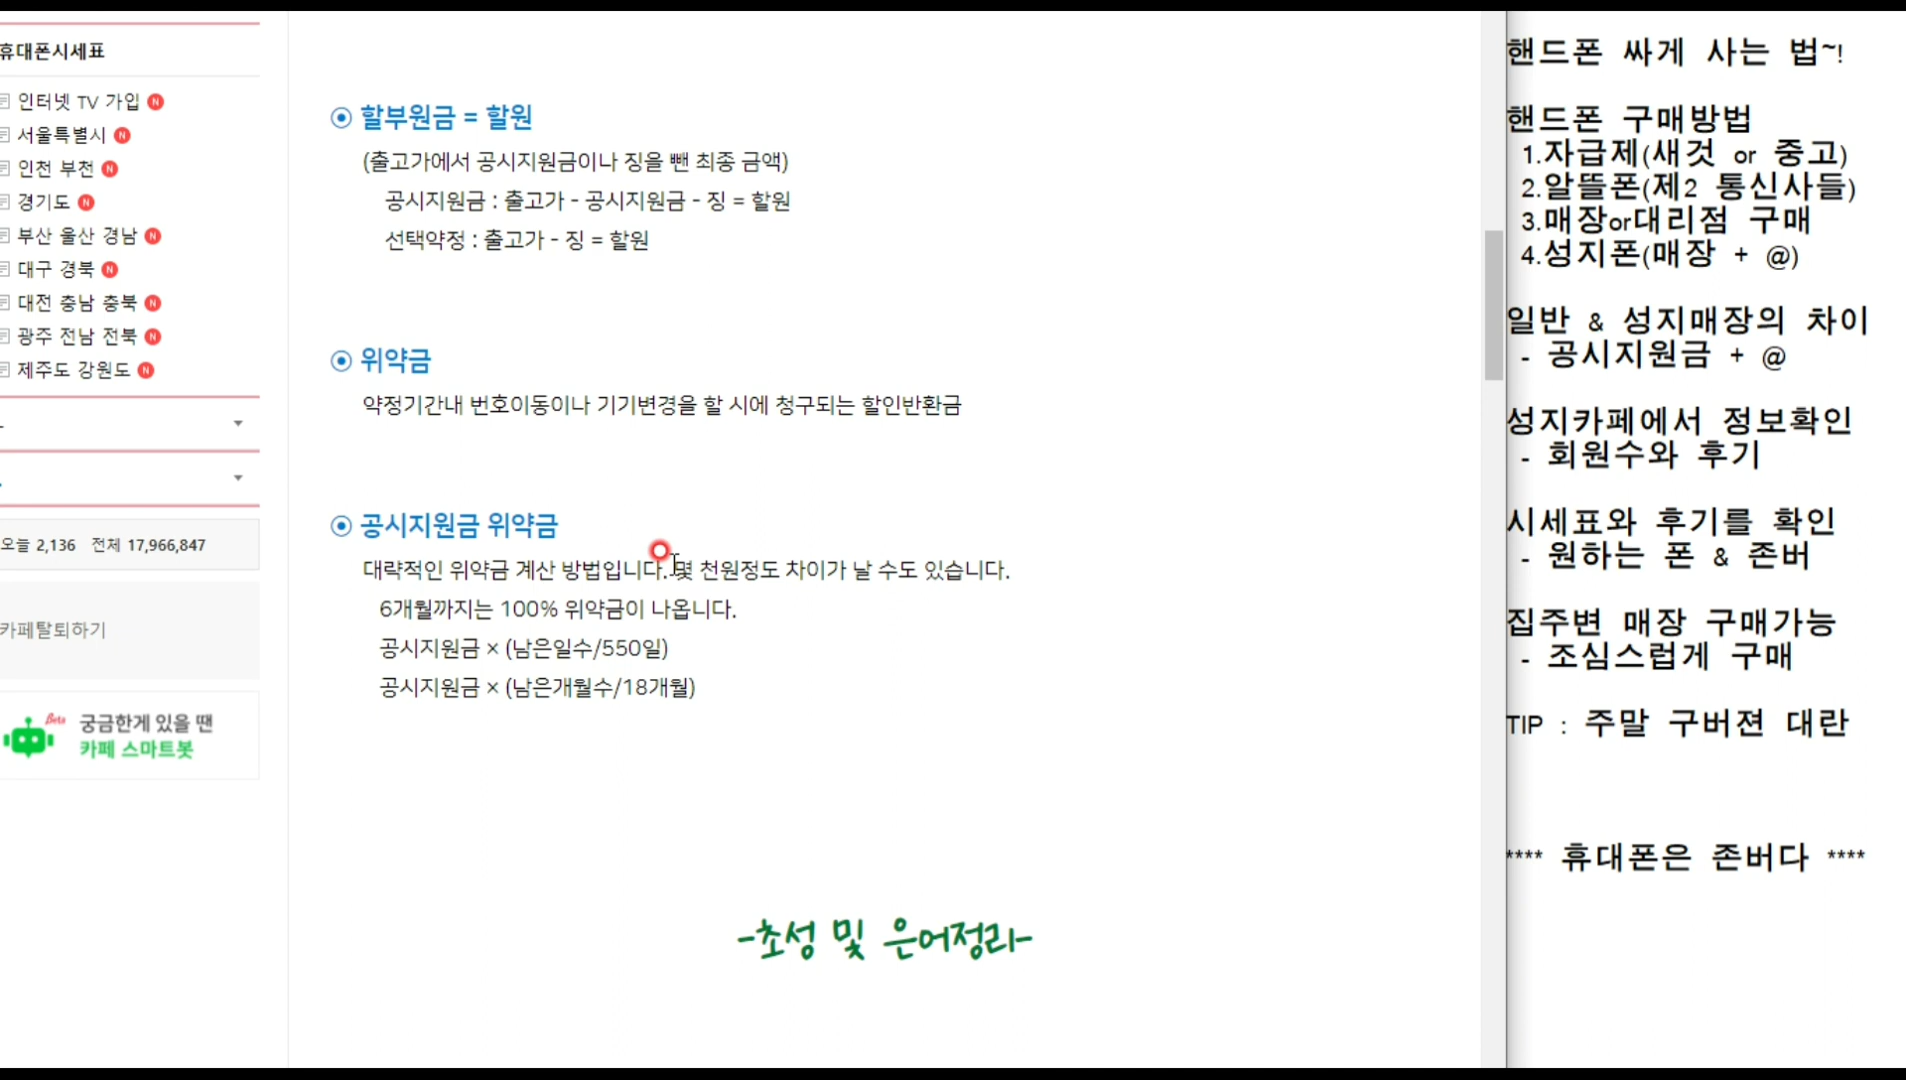 휴대폰시세표
인터넷 TV 가입 N
서울특별시 N
인천 부천 N
경기도 N
부산 울산 경남 N
대구 경북 N
대전 충남 충북 N
광주 전남 전북 N
제주도 강원도 N
오늘 2,136 전체 17,966,847
카페탈퇴하기
Beta
궁금한게 있을 땐
카페 스마트봇
할부원금 = 할원
(출고가에서 공시지원금이나 징을 뺀 최종 금액)
공시지원금 : 출고가 - 공시지원금 - 징 = 할원
선택약정 : 출고가 - 징 = 할원
위약금
약정기간내 번호이동이나 기기변경을 할 시에 청구되는 할인반환금
공시지원금 위약금
대략적인 위약금 계산 방법입니다. 몇 천원정도 차이가 날 수도 있습니다.
6개월까지는 100% 위약금이 나옵니다.
공시지원금 × (남은일수/550일)
공시지원금 × (남은개월수/18개월)
-초성 및 은어정리-
핸드폰 싸게 사는 법~!
핸드폰 구매방법
1.자급제(새것 or 중고)
2.알뜰폰(제2 통신사들)
3.매장or대리점 구매
4.성지폰(매장 + @)
일반 & 성지매장의 차이
- 공시지원금 + @
성지카페에서 정보확인
- 회원수와 후기
시세표와 후기를 확인
- 원하는 폰 & 존버
집주변 매장 구매가능
- 조심스럽게 구매
TIP : 주말 구버젼 대란
**** 휴대폰은 존버다 ****